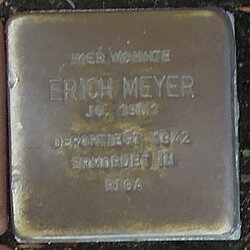 HIER WOHNTE
ERICH MEYER
JG.
DEPORTIERT 1942
ERMORDET IN
RIGA